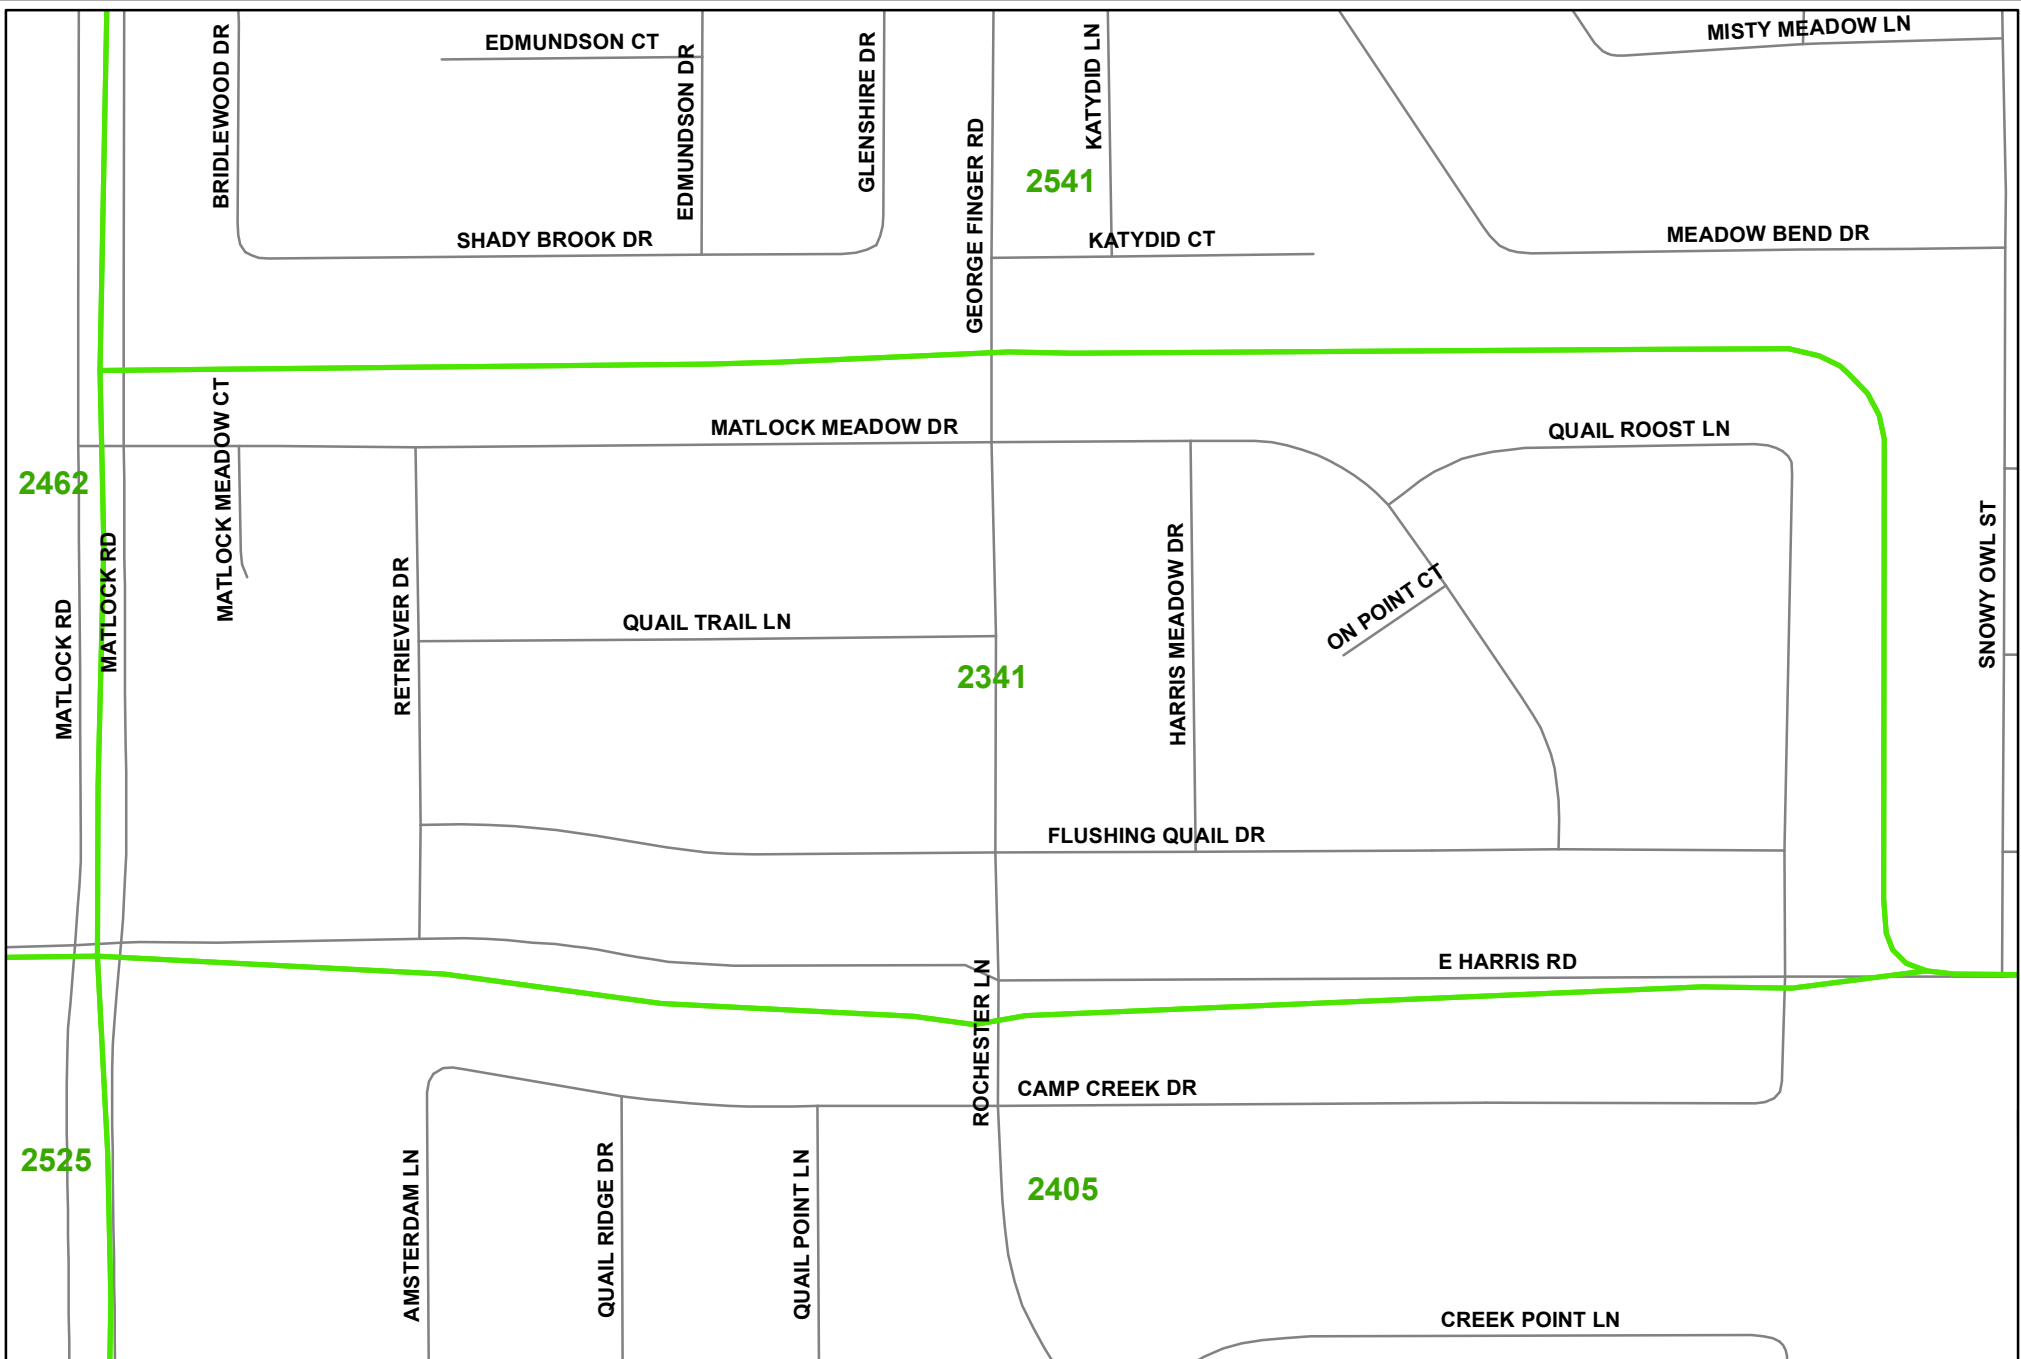 MISTY MEADOW LN
EDMUNDSON CT
BRIDLEWOOD DR
EDMUNDSON DR
GLENSHIRE DR
KATYDID LN
GEORGE FINGER RD
2541
SHADY BROOK DR
KATYDID CT
MEADOW BEND DR
MATLOCK MEADOW CT
MATLOCK MEADOW DR
QUAIL ROOST LN
2462
MATLOCK RD
MATLOCK RD
RETRIEVER DR
QUAIL TRAIL LN
HARRIS MEADOW DR
ON POINT CT
SNOWY OWL ST
2341
FLUSHING QUAIL DR
E HARRIS RD
ROCHESTER LN
CAMP CREEK DR
2525
AMSTERDAM LN
QUAIL RIDGE DR
QUAIL POINT LN
2405
CREEK POINT LN